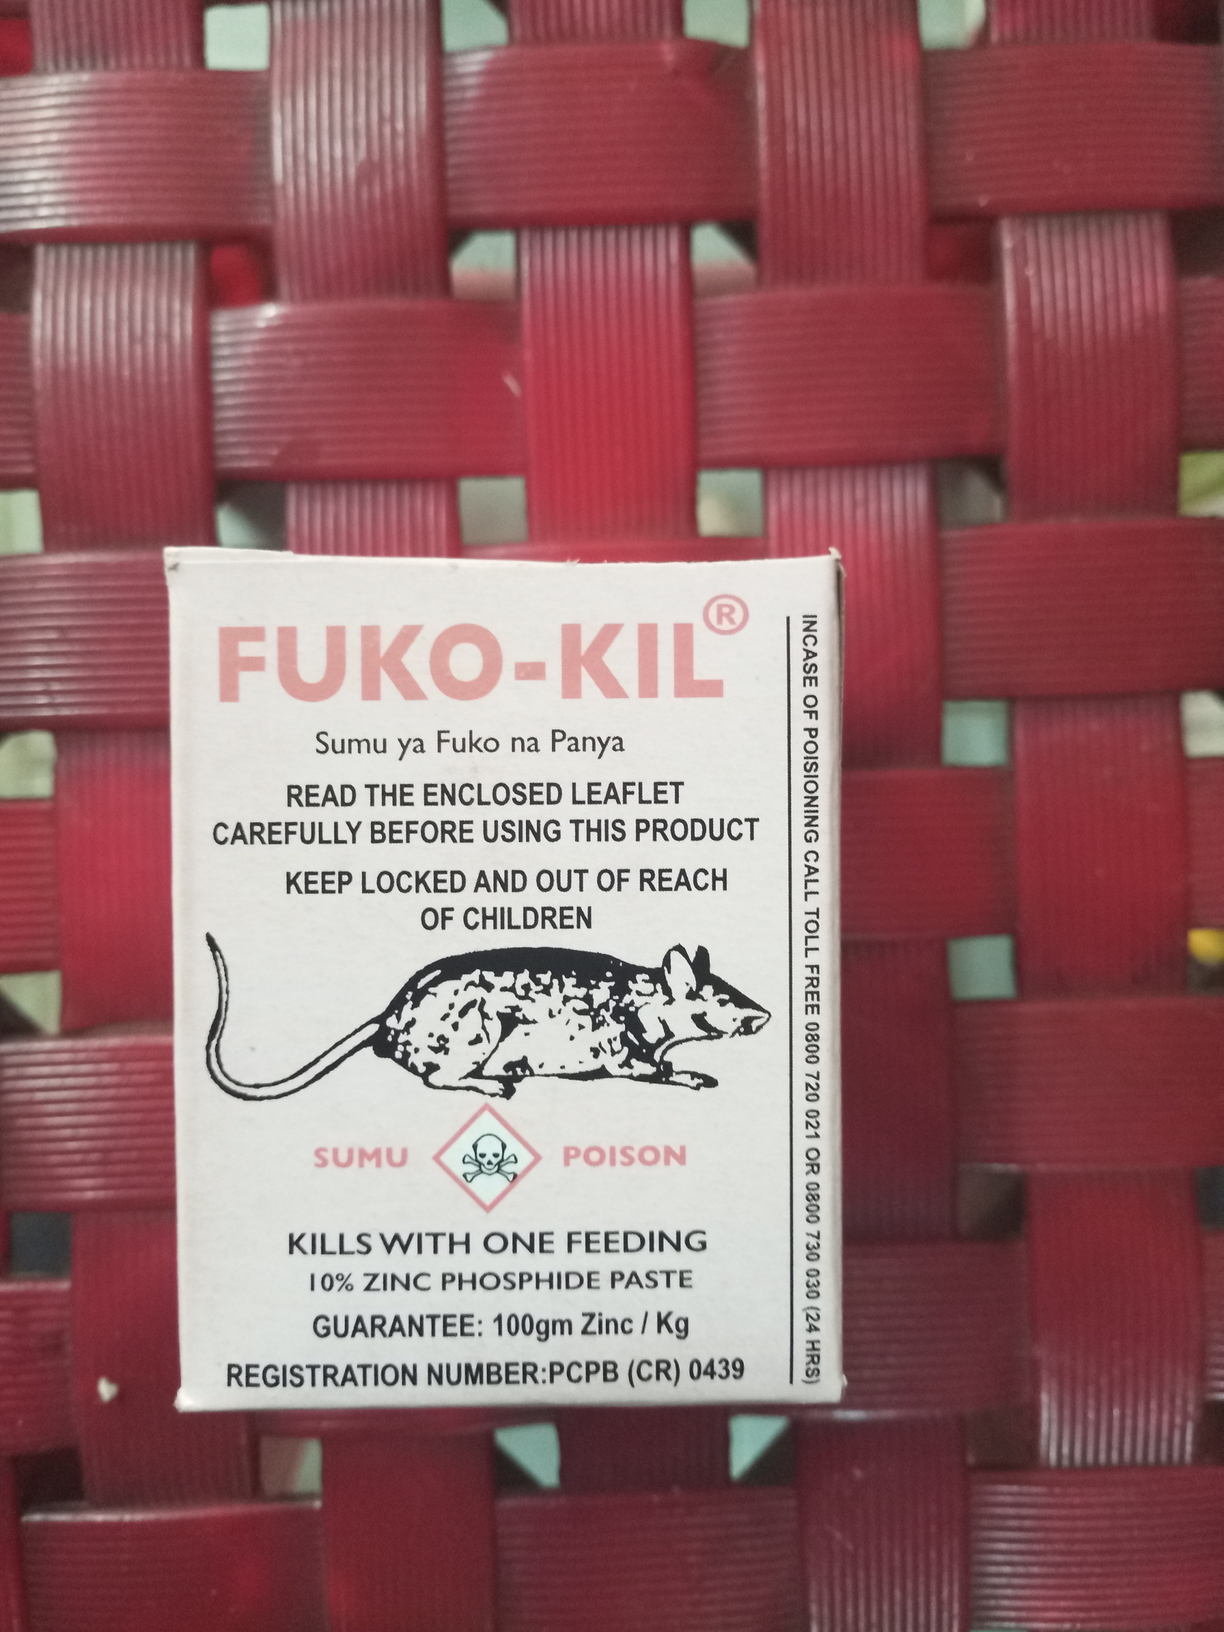 FUKO-KIL®
Sumu ya Fuko na Panya
READ THE ENCLOSED LEAFLET
CAREFULLY BEFORE USING THIS PRODUCT
KEEP LOCKED AND OUT OF REACH
OF CHILDREN
SUMU POISON
KILLS WITH ONE FEEDING
10% ZINC PHOSPHIDE PASTE
GUARANTEE: 100gm Zinc / Kg
REGISTRATION NUMBER:PCPB (CR) 0439
INCASE OF POISIONING CALL TOLL FREE 0800 720 021 OR 0800 730 030 (24 HRS)